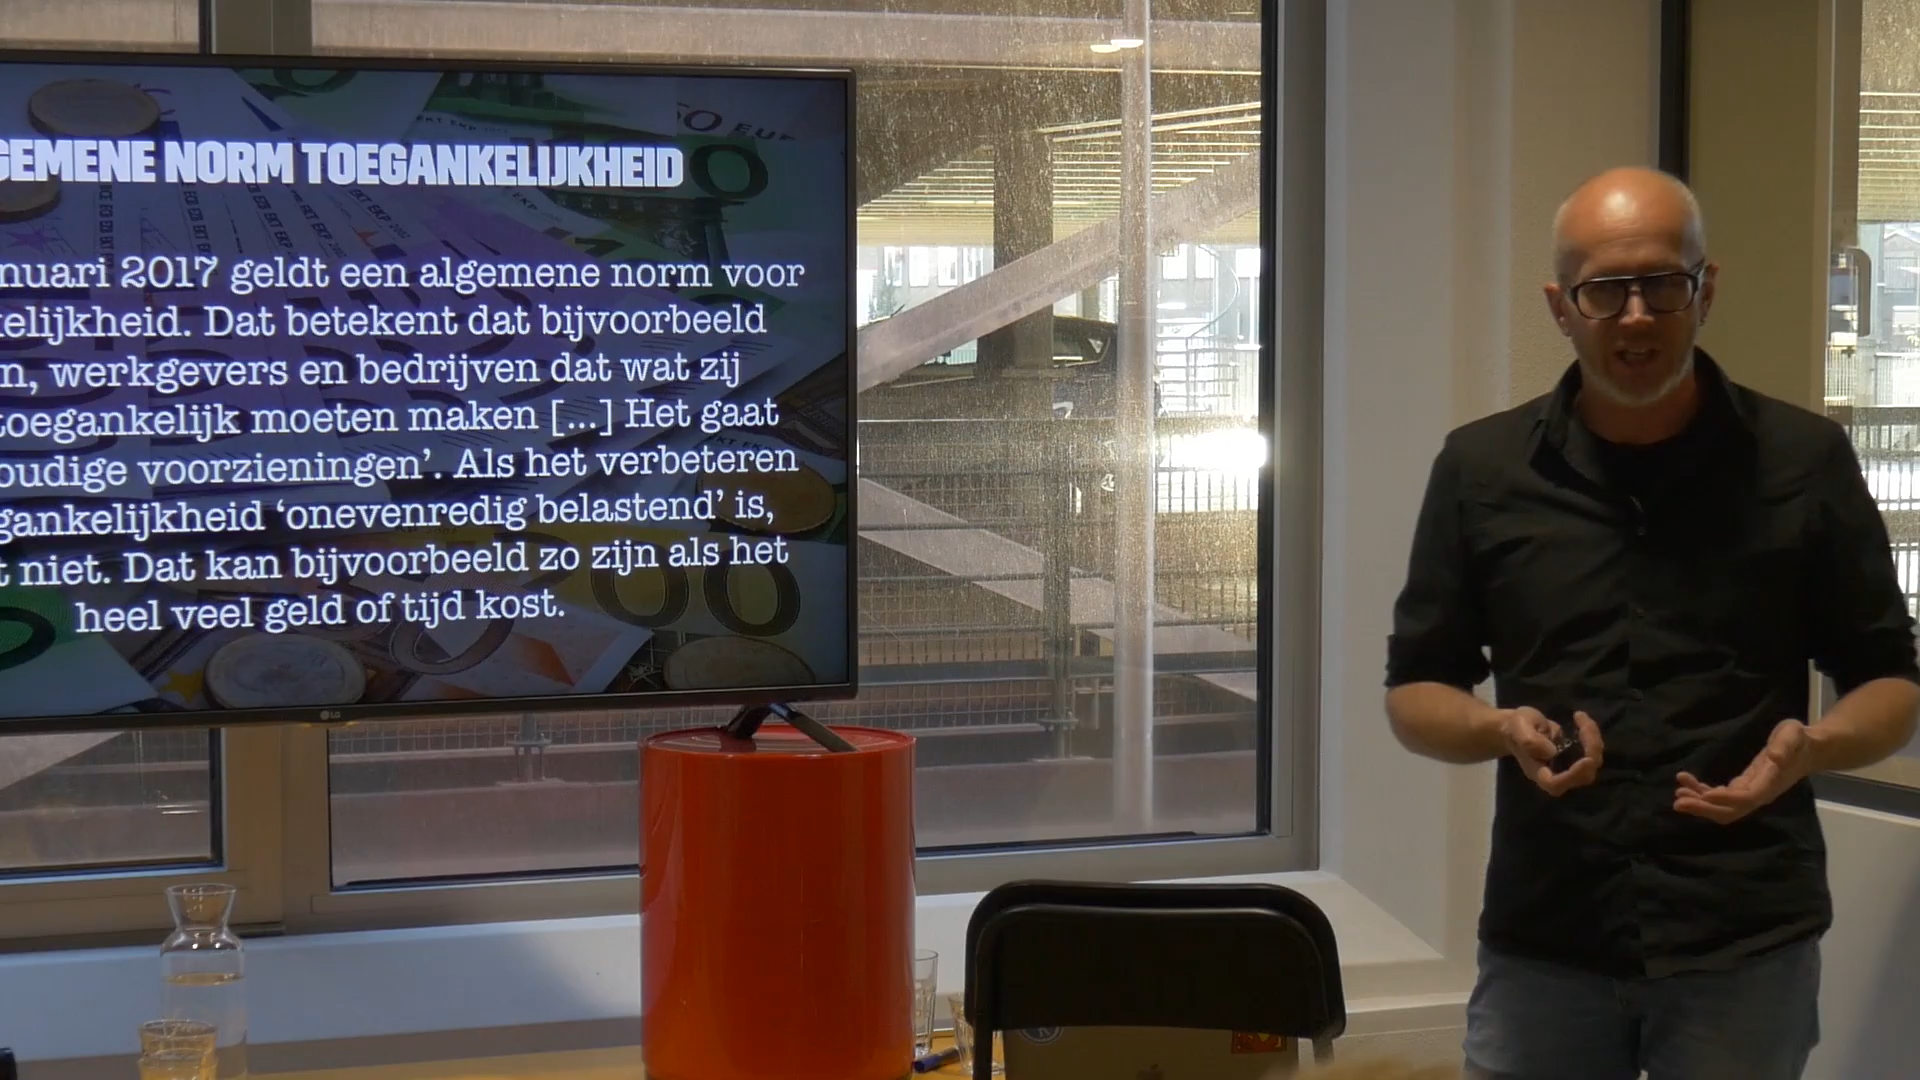 GEMENE NORM TOEGANKELIJKHEID
nuari 2017 geldt een algemene norm voor
elijkheid. Dat betekent dat bijvoorbeeld
n, werkgevers en bedrijven dat wat zij
toegankelijk moeten maken [...] Het gaat
oudige voorzieningen’. Als het verbeteren
gankelijkheid ‘onevenredig belastend’ is,
t niet. Dat kan bijvoorbeeld zo zijn als het
heel veel geld of tijd kost.
LG